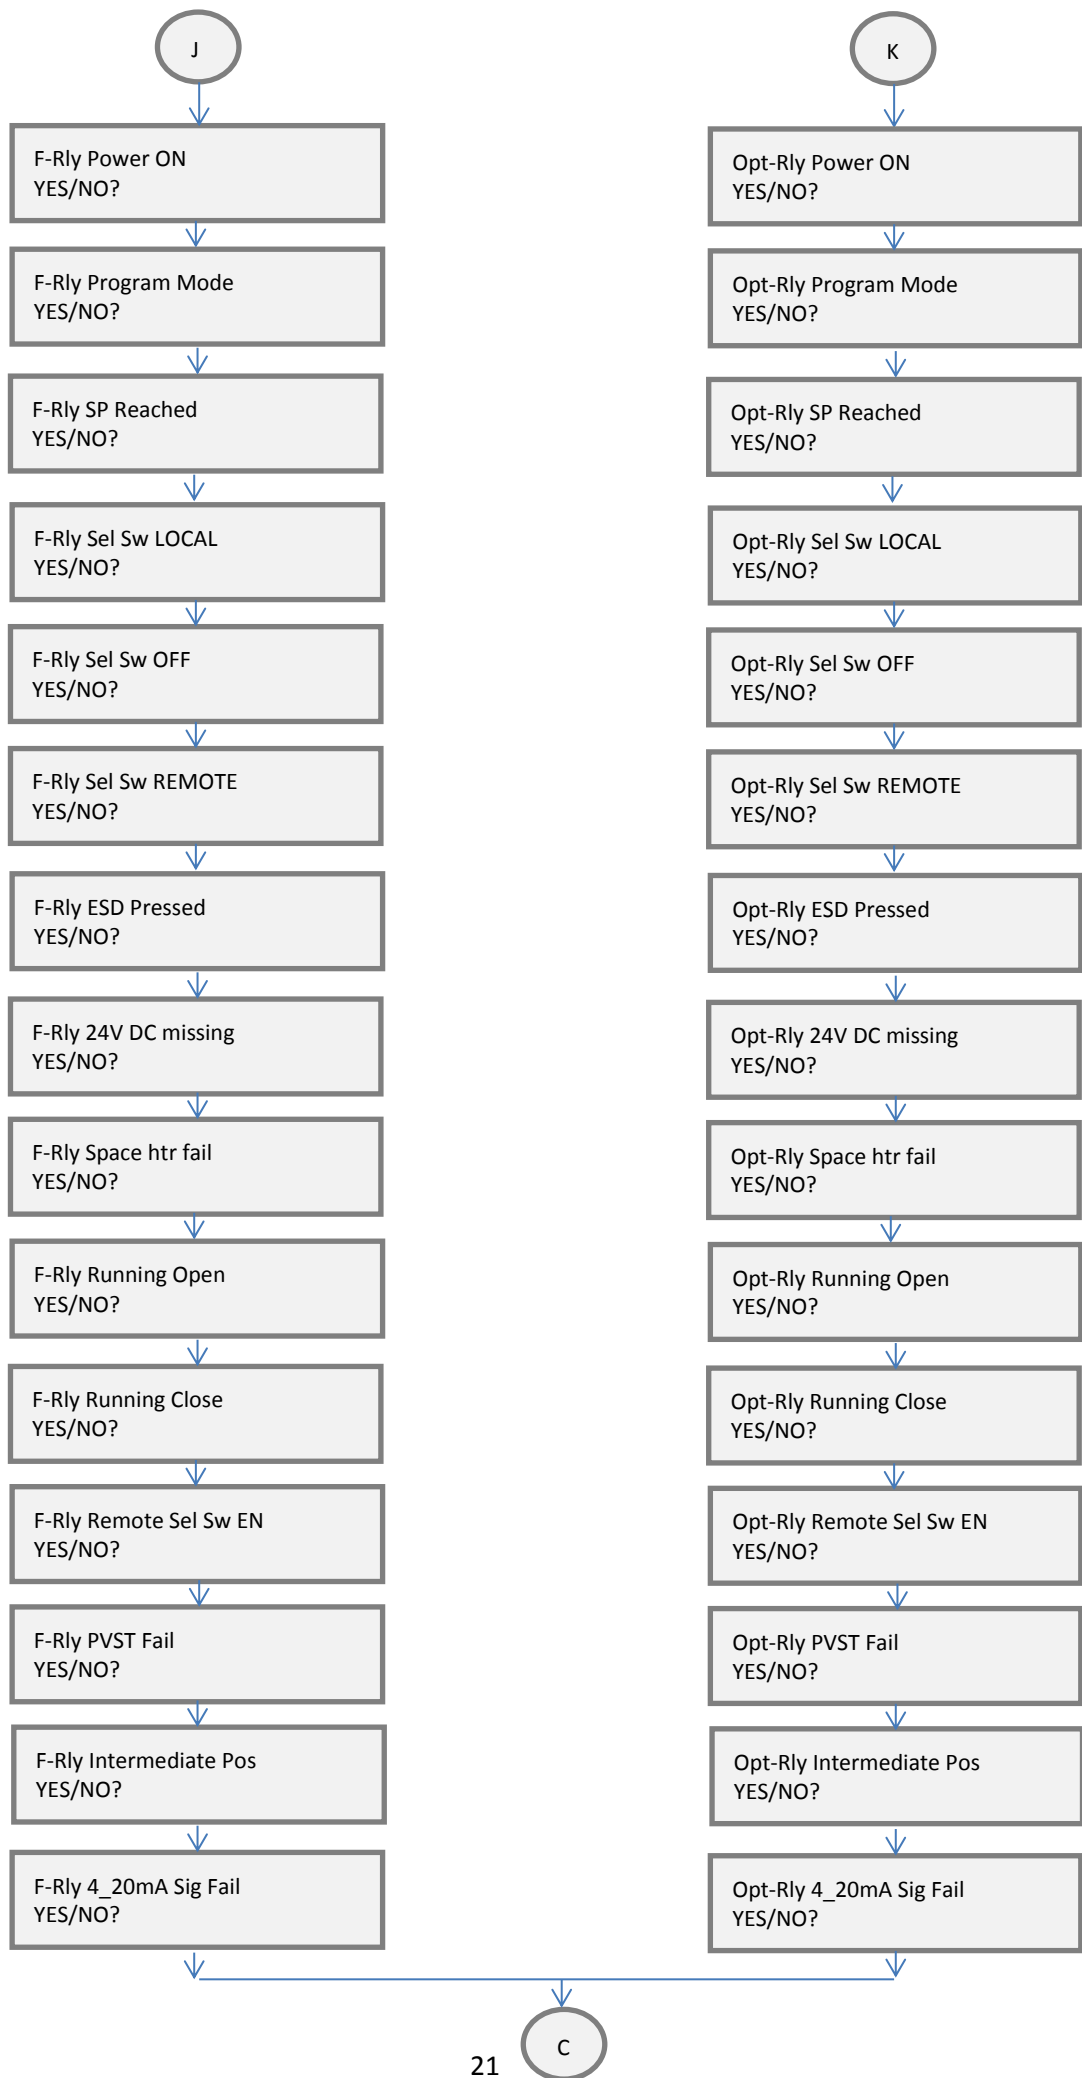 J
F-Rly Power ON
YES/NO?
F-Rly Program Mode
YES/NO?
F-Rly SP Reached
YES/NO?
F-Rly Sel Sw LOCAL
YES/NO?
F-Rly Sel Sw OFF
YES/NO?
F-Rly Sel Sw REMOTE
YES/NO?
F-Rly ESD Pressed
YES/NO?
F-Rly 24V DC missing
YES/NO?
F-Rly Space htr fail
YES/NO?
F-Rly Running Open
YES/NO?
F-Rly Running Close
YES/NO?
F-Rly Remote Sel Sw EN
YES/NO?
F-Rly PVST Fail
YES/NO?
F-Rly Intermediate Pos
YES/NO?
F-Rly 4_20mA Sig Fail
YES/NO?
K
Opt-Rly Power ON
YES/NO?
Opt-Rly Program Mode
YES/NO?
Opt-Rly SP Reached
YES/NO?
Opt-Rly Sel Sw LOCAL
YES/NO?
Opt-Rly Sel Sw OFF
YES/NO?
Opt-Rly Sel Sw REMOTE
YES/NO?
Opt-Rly ESD Pressed
YES/NO?
Opt-Rly 24V DC missing
YES/NO?
Opt-Rly Space htr fail
YES/NO?
Opt-Rly Running Open
YES/NO?
Opt-Rly Running Close
YES/NO?
Opt-Rly Remote Sel Sw EN
YES/NO?
Opt-Rly PVST Fail
YES/NO?
Opt-Rly Intermediate Pos
YES/NO?
Opt-Rly 4_20mA Sig Fail
YES/NO?
C
21